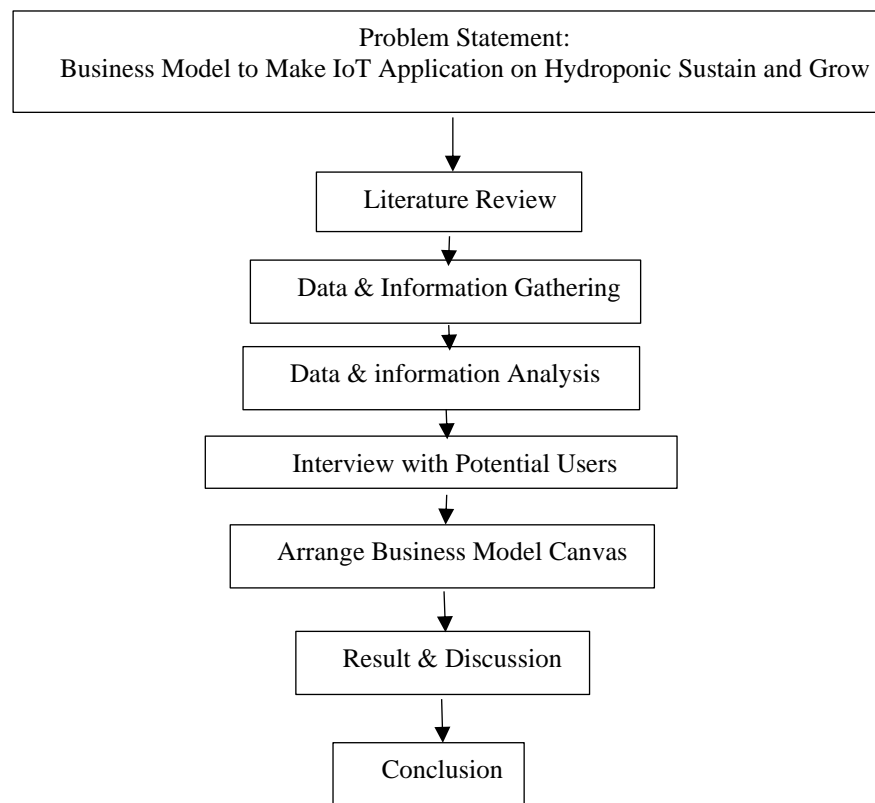 Problem Statement:
Business Model to Make IoT Application on Hydroponic Sustain and Grow
Literature Review
Data & Information Gathering
Data & information Analysis
Interview with Potential Users
Arrange Business Model Canvas
Result & Discussion
Conclusion